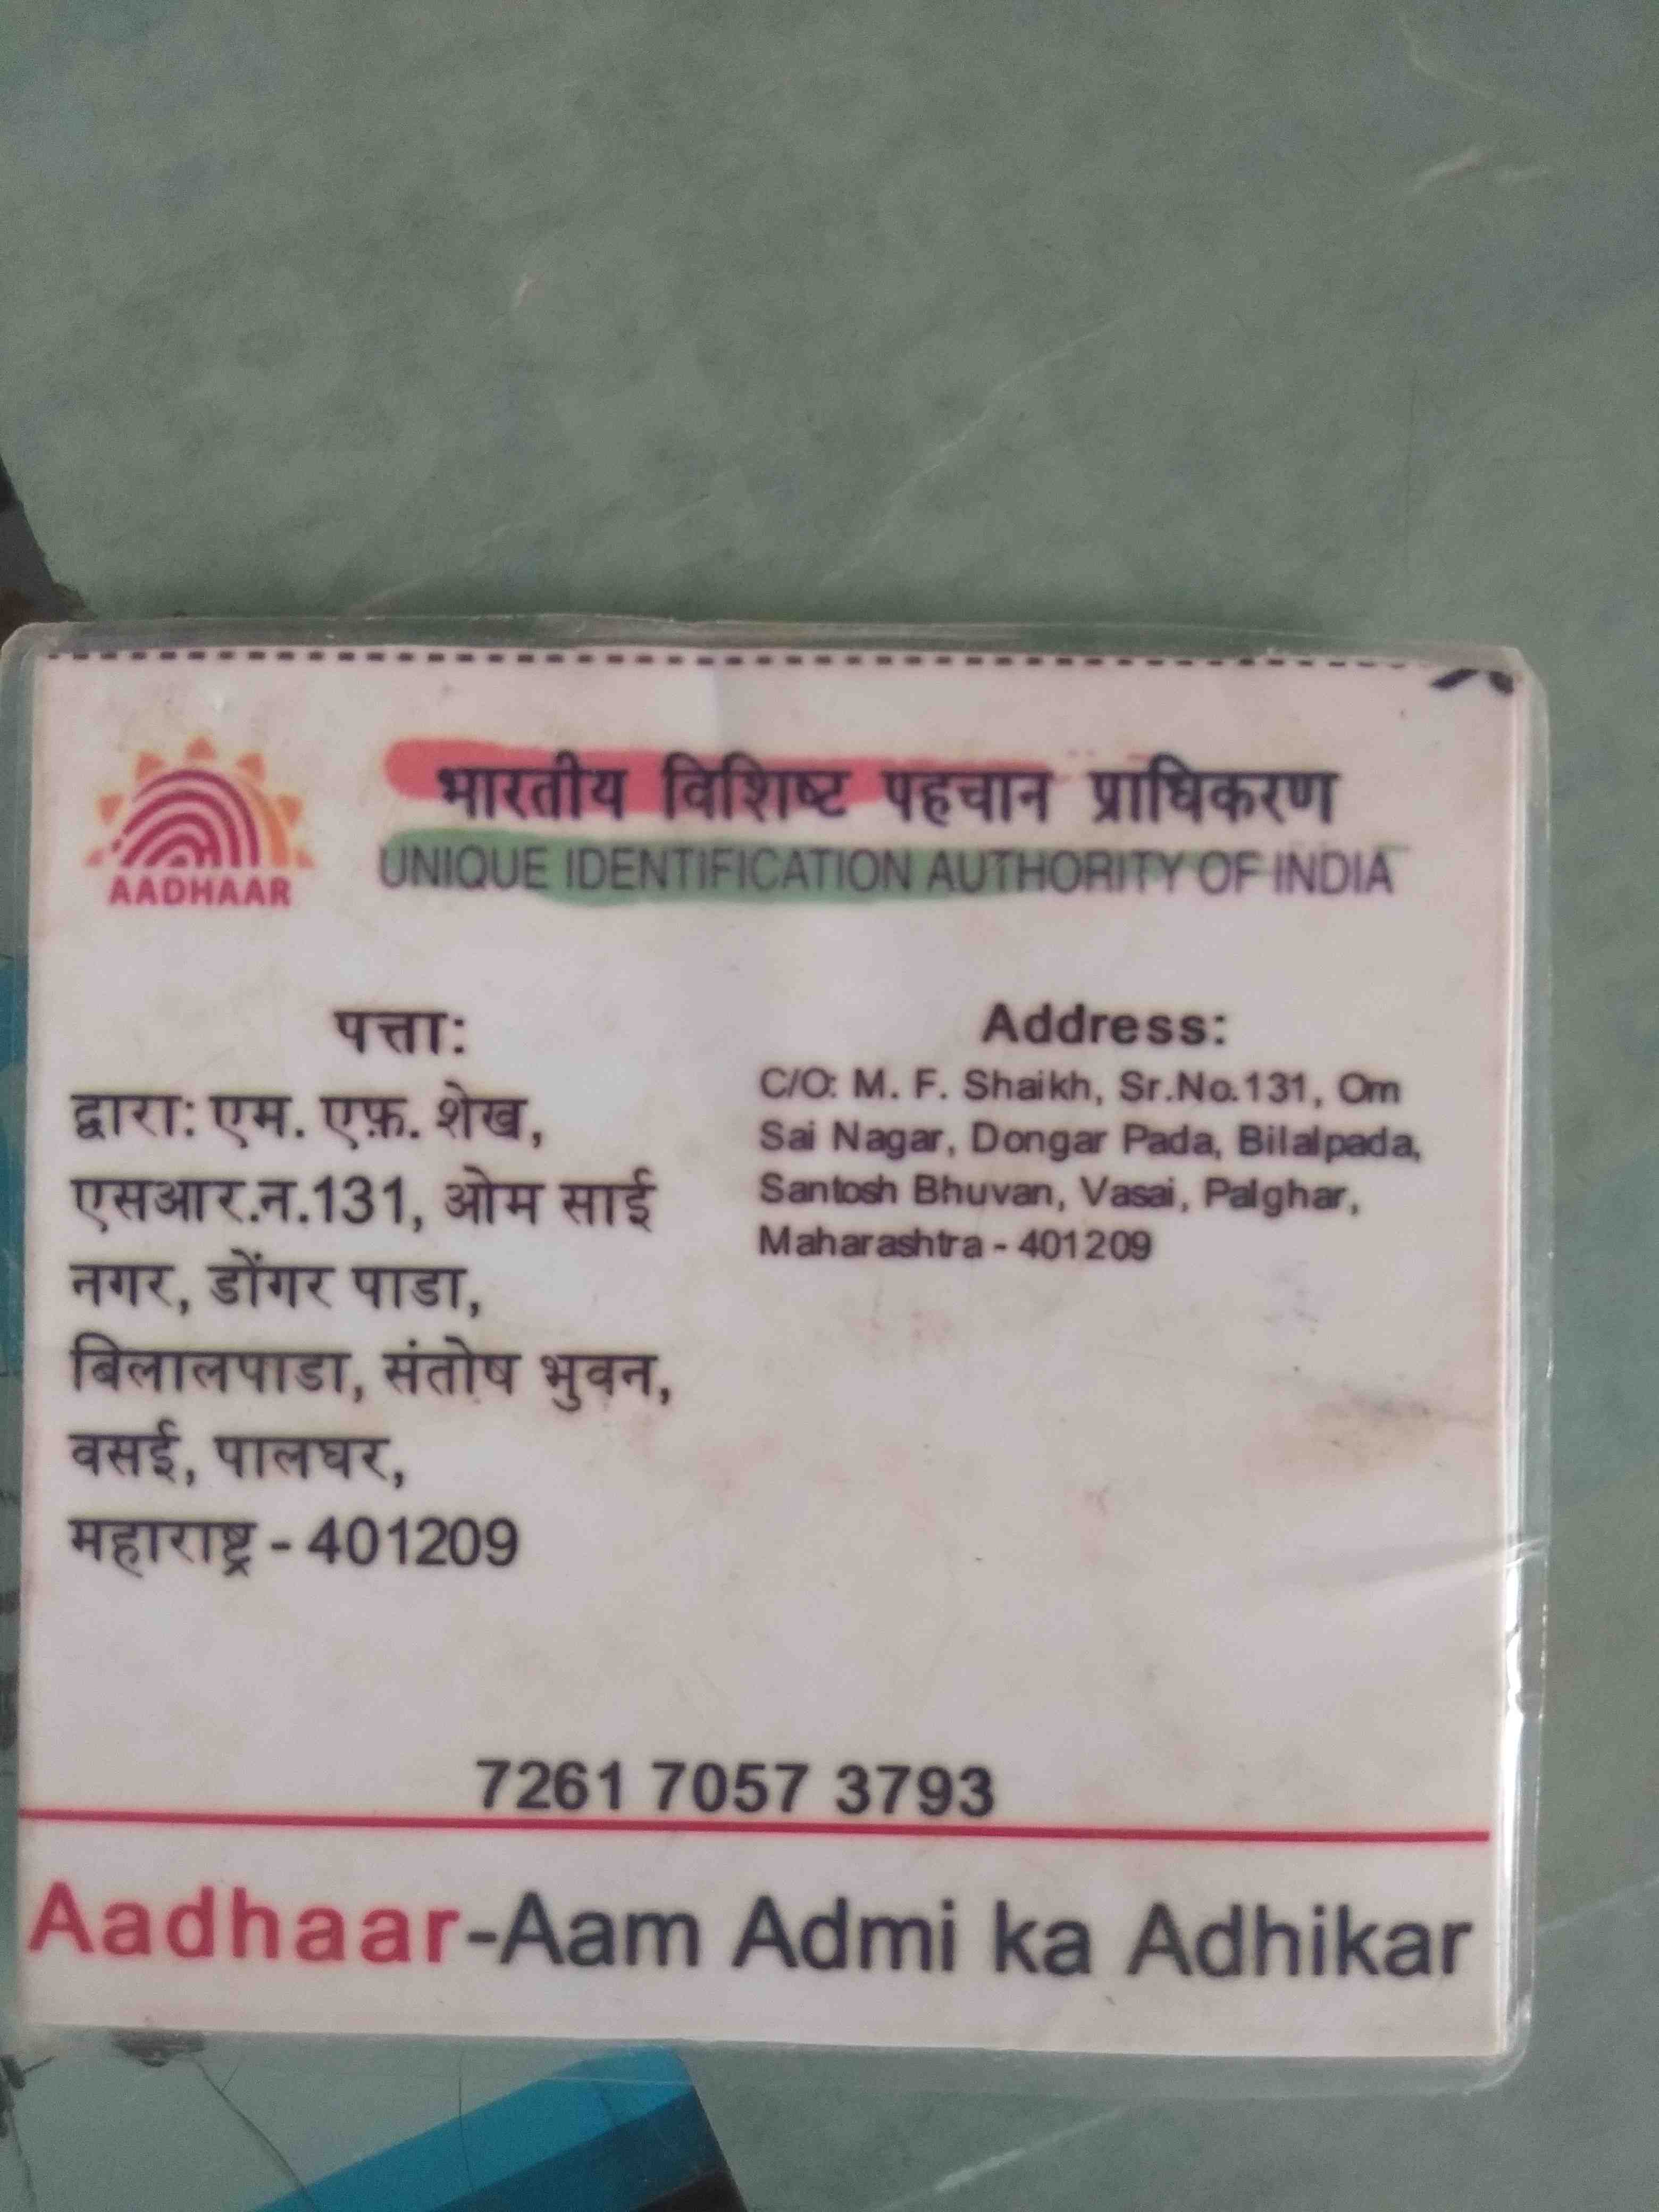 भारतीय विशिष्ट पहचान प्राधिकरण
UNIQUE IDENTIFICATION AUTHORITY OF INDIA
AADHAAR
पत्ता:
द्वारा: एम. एफ़. शेख,
एसआर.न.131, ओम साई
नगर, डोंगर पाडा,
बिलालपाडा, संतोष भुवन,
वसई, पालघर,
महाराष्ट्र - 401209
Address:
C/O: M. F. Shaikh, Sr.No.131, Om
Sai Nagar, Dongar Pada, Bilalpada,
Santosh Bhuvan, Vasai, Palghar,
Maharashtra - 401209
7261 7057 3793
Aadhaar-Aam Admi ka Adhikar